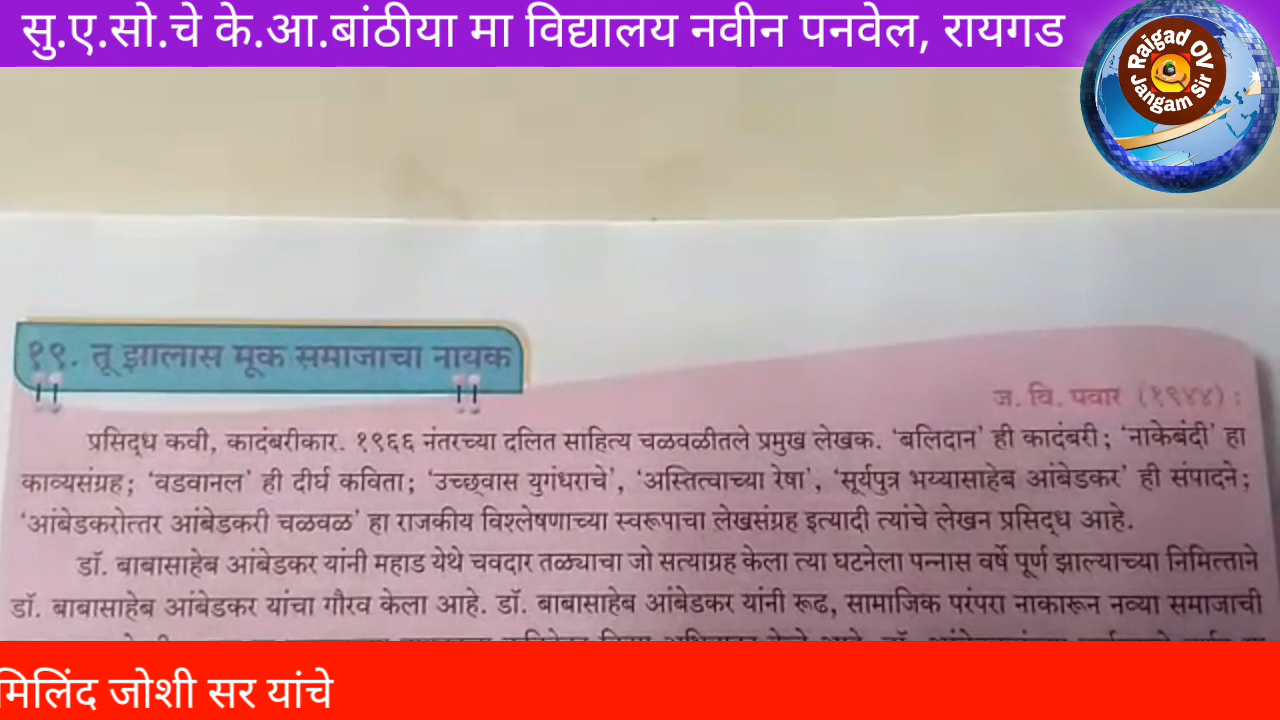 सु.ए.सो.चे के.आ.बांठीया मा विद्यालय नवीन पनवेल, रायगड
Raigad OV
Jangam Sir
१९. तू झालास मूक समाजाचा नायक
ज. वि. पवार (१९४४) :
प्रसिद्ध कवी, कादंबरीकार. १९६६ नंतरच्या दलित साहित्य चळवळीतले प्रमुख लेखक. ‘बलिदान’ ही कादंबरी; ‘नाकेबंदी’ हा
काव्यसंग्रह; ‘वडवानल’ ही दीर्घ कविता; ‘उच्छ्वास युगंधराचे’, ‘अस्तित्वाच्या रेषा’, ‘सूर्यपुत्र भय्यासाहेब आंबेडकर’ ही संपादने;
‘आंबेडकरोत्तर आंबेडकरी चळवळ’ हा राजकीय विश्लेषणाच्या स्वरूपाचा लेखसंग्रह इत्यादी त्यांचे लेखन प्रसिद्ध आहे.
डॉ. बाबासाहेब आंबेडकर यांनी महाड येथे चवदार तळ्याचा जो सत्याग्रह केला त्या घटनेला पन्नास वर्षे पूर्ण झाल्याच्या निमित्ताने
डॉ. बाबासाहेब आंबेडकर यांचा गौरव केला आहे. डॉ. बाबासाहेब आंबेडकर यांनी रूढ, सामाजिक परंपरा नाकारून नव्या समाजाची
मिलिंद जोशी सर यांचे